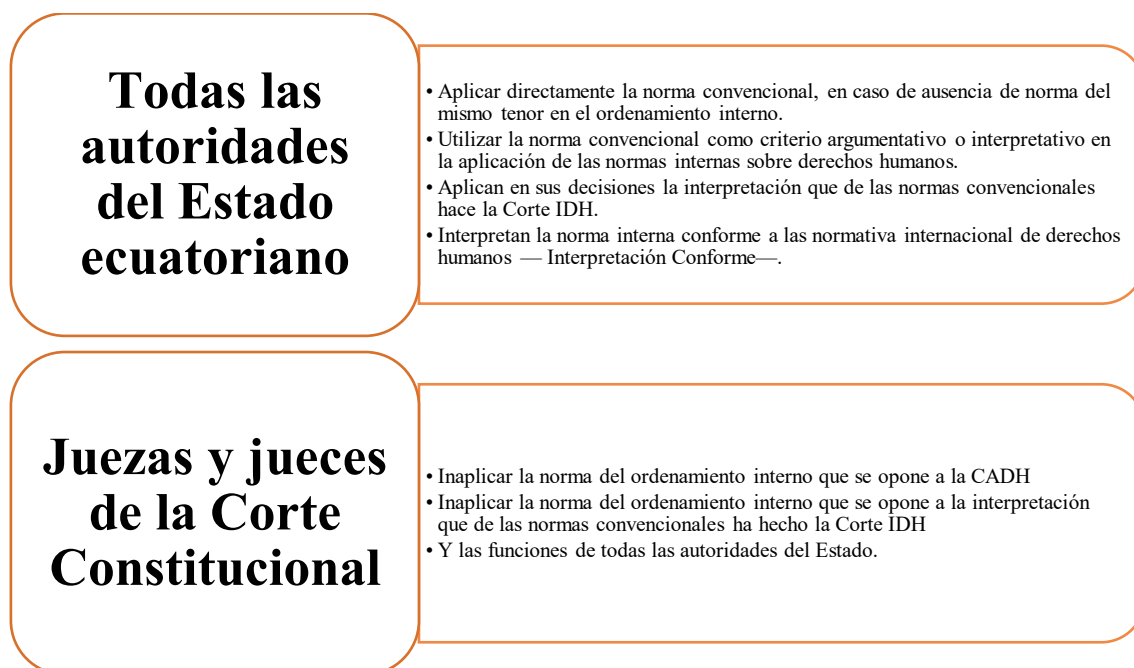 Todas las
autoridades
del Estado
ecuatoriano
• Aplicar directamente la norma convencional, en caso de ausencia de norma del
mismo tenor en el ordenamiento interno.
• Utilizar la norma convencional como criterio argumentativo o interpretativo en
la aplicación de las normas internas sobre derechos humanos.
• Aplican en sus decisiones la interpretación que de las normas convencionales
hace la Corte IDH.
• Interpretan la norma interna conforme a las normativa internacional de derechos
humanos — Interpretación Conforme—.
Juezas y jueces
de la Corte
Constitucional
• Inaplicar la norma del ordenamiento interno que se opone a la CADH
• Inaplicar la norma del ordenamiento interno que se opone a la interpretación
que de las normas convencionales ha hecho la Corte IDH
• Y las funciones de todas las autoridades del Estado.